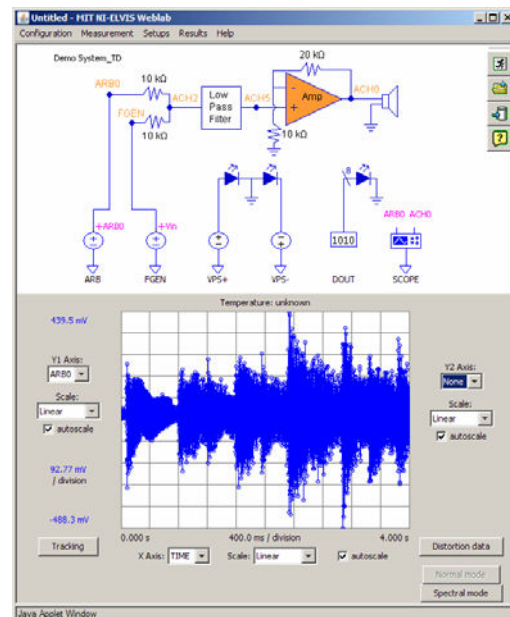 Untitled - MIT NI-ELVIS Weblab
Configuration Measurement Setups Results Help
Demo System_TD
20 kΩ
ARB0
10 kΩ
ACH2
Low Pass Filter
ACH5
Amp
ACH0
FGEN
10 kΩ
10 kΩ
8
+ARB0
+Vin
1010
ARB0 ACH0
ARB
FGEN
VPS+
VPS-
DOUT
SCOPE
Temperature: unknown
439.5 mV
Y1 Axis:
ARB0
Scale:
Linear
autoscale
92.77 mV
/ division
-488.3 mV
Y2 Axis:
None
Scale:
Linear
autoscale
0.000 s
400.0 ms / division
4.000 s
Tracking
X Axis: TIME Scale: Linear autoscale
Distortion data
Normal mode
Spectral mode
Java Applet Window